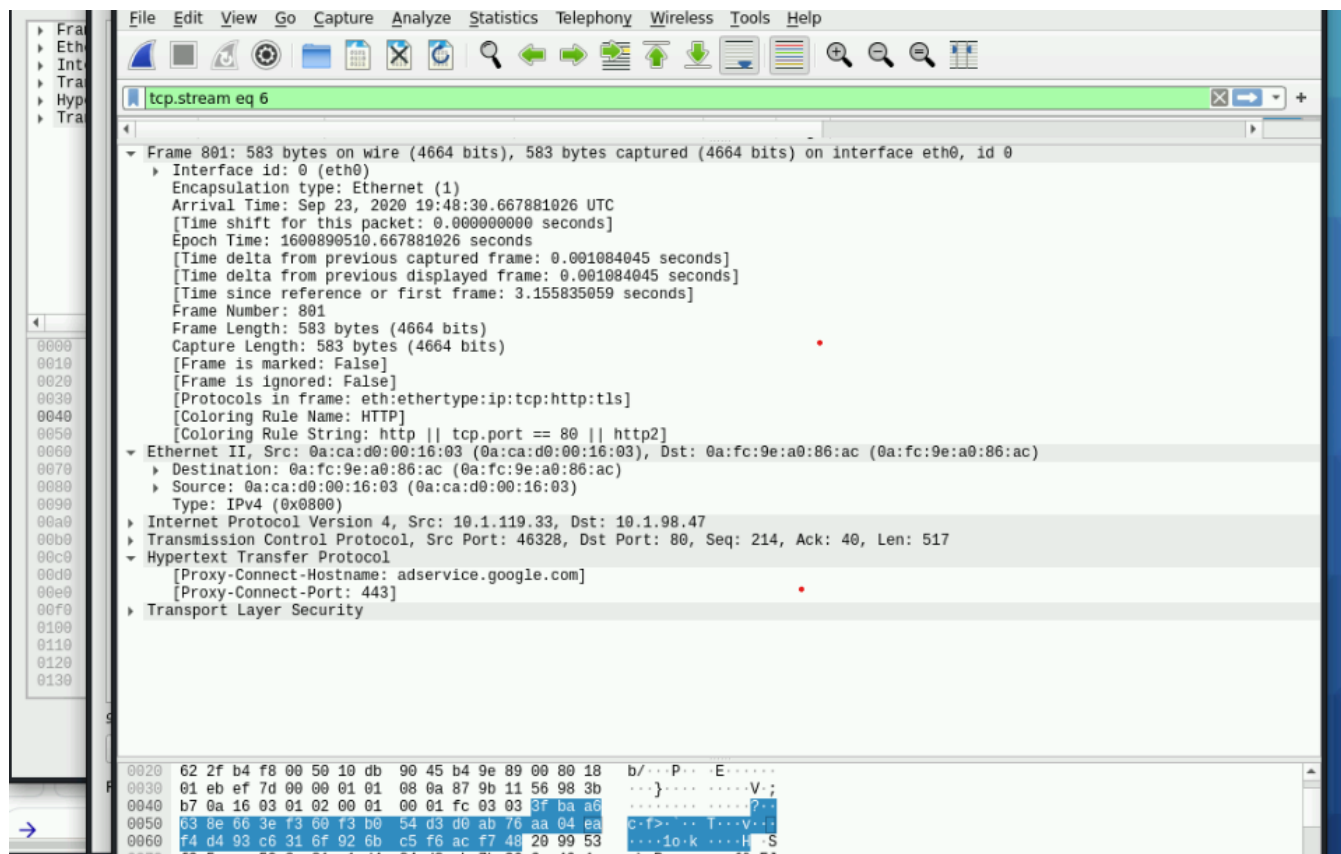 File Edit View Go Capture Analyze Statistics Telephony Wireless Tools Help
tcp.stream eq 6
Fra
Eth
Int
Tra
Hyp
Tra
Frame 801: 583 bytes on wire (4664 bits), 583 bytes captured (4664 bits) on interface eth0, id 0
Interface id: 0 (eth0)
Encapsulation type: Ethernet (1)
Arrival Time: Sep 23, 2020 19:48:30.667881026 UTC
[Time shift for this packet: 0.000000000 seconds]
Epoch Time: 1600890510.667881026 seconds
[Time delta from previous captured frame: 0.001084045 seconds]
[Time delta from previous displayed frame: 0.001084045 seconds]
[Time since reference or first frame: 3.155835059 seconds]
Frame Number: 801
Frame Length: 583 bytes (4664 bits)
Capture Length: 583 bytes (4664 bits)
[Frame is marked: False]
[Frame is ignored: False]
[Protocols in frame: eth:ethertype:ip:tcp:http:tls]
[Coloring Rule Name: HTTP]
[Coloring Rule String: http || tcp.port == 80 || http2]
Ethernet II, Src: 0a:ca:d0:00:16:03 (0a:ca:d0:00:16:03), Dst: 0a:fc:9e:a0:86:ac (0a:fc:9e:a0:86:ac)
Destination: 0a:fc:9e:a0:86:ac (0a:fc:9e:a0:86:ac)
Source: 0a:ca:d0:00:16:03 (0a:ca:d0:00:16:03)
Type: IPv4 (0x0800)
Internet Protocol Version 4, Src: 10.1.119.33, Dst: 10.1.98.47
Transmission Control Protocol, Src Port: 46328, Dst Port: 80, Seq: 214, Ack: 40, Len: 517
Hypertext Transfer Protocol
[Proxy-Connect-Hostname: adservice.google.com]
[Proxy-Connect-Port: 443]
Transport Layer Security
0000
0010
0020
0030
0040
0050
0060
0070
0080
0090
00a0
00b0
00c0
00d0
00e0
00f0
0100
0110
0120
0130
0020 62 2f b4 f8 00 50 10 db 90 45 b4 9e 89 00 80 18 b/···P·· ·E······
0030 01 eb ef 7d 00 00 01 01 08 0a 87 9b 11 56 98 3b ···}···· ·····V·;
0040 b7 0a 16 03 01 02 00 01 00 01 fc 03 03 3f ba a6 ········ ·····?··
0050 63 8e 66 3e f3 60 f3 b0 54 d3 d0 ab 76 aa 04 ea c·f>·`·· T···v···
0060 f4 d4 93 c6 31 6f 92 6b c5 f6 ac f7 48 20 99 53 ····1o·k ····H ·S